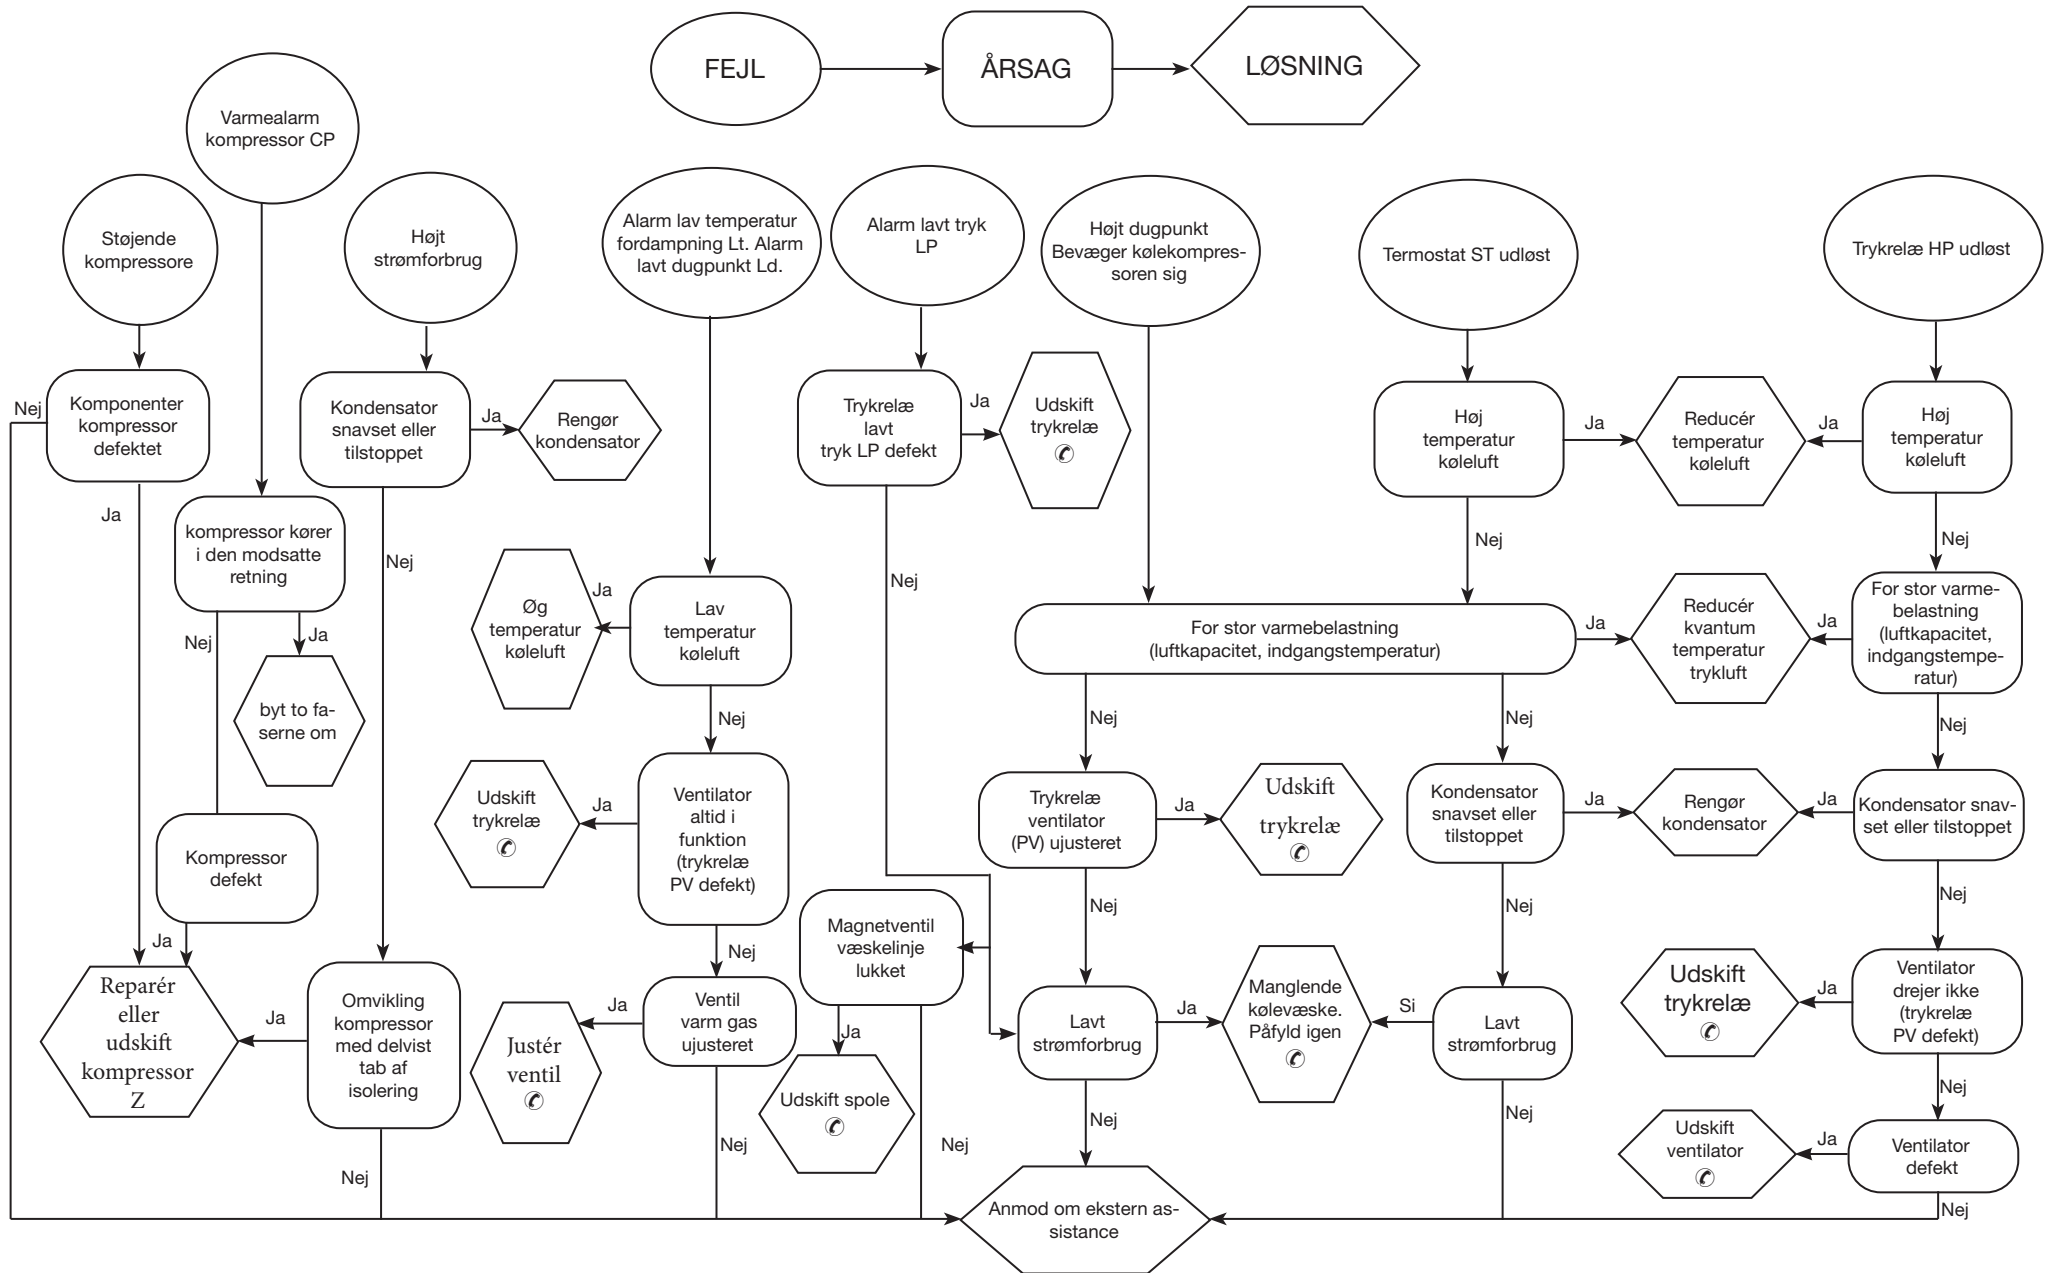 FEJL
ÅRSAG
LØSNING
Varmealarm
kompressor CP
Støjende
kompressore
Højt
strømforbrug
Alarm lav temperatur
fordampning Lt. Alarm
lavt dugpunkt Ld.
Alarm lavt tryk
LP
Højt dugpunkt
Bevæger kølekompres-
soren sig
Termostat ST udløst
Trykrelæ HP udløst
Nej
Komponenter
kompressor
defektet
Ja
Kondensator
snavset eller
tilstoppet
Ja
Rengør
kondensator
Nej
Trykrelæ
lavt
tryk LP defekt
Ja
Udskift
trykrelæ
✆
Nej
Høj
temperatur
køleluft
Ja
Reducér
temperatur
køleluft
Ja
Høj
temperatur
køleluft
Nej
Nej
kompressor kører
i den modsatte
retning
Nej
Ja
byt to fa-
serne om
Øg
temperatur
køleluft
Ja
Lav
temperatur
køleluft
Nej
For stor varmebelastning
(luftkapacitet, indgangstemperatur)
Ja
Reducér
kvantum
temperatur
trykluft
Ja
For stor varme-
belastning
(luftkapacitet,
indgangstempe-
ratur)
Nej
Nej
Nej
Kompressor
defekt
Ja
Udskift
trykrelæ
✆
Ja
Ventilator
altid i
funktion
(trykrelæ
PV defekt)
Nej
Trykrelæ
ventilator
(PV) ujusteret
Ja
Udskift
trykrelæ
✆
Nej
Kondensator
snavset eller
tilstoppet
Ja
Rengør
kondensator
Ja
Kondensator snav-
set eller tilstoppet
Nej
Nej
Reparér
eller
udskift
kompressor
Z
Ja
Omvikling
kompressor
med delvist
tab af
isolering
Nej
Justér
ventil
✆
Ja
Ventil
varm gas
ujusteret
Nej
Magnetventil
væskelinje
lukket
Ja
Udskift spole
✆
Nej
Lavt
strømforbrug
Ja
Manglende
kølevæske.
Påfyld igen
✆
Si
Lavt
strømforbrug
Nej
Nej
Udskift
trykrelæ
✆
Ja
Ventilator
drejer ikke
(trykrelæ
PV defekt)
Nej
Udskift
ventilator
✆
Ja
Ventilator
defekt
Nej
Anmod om ekstern as-
sistance